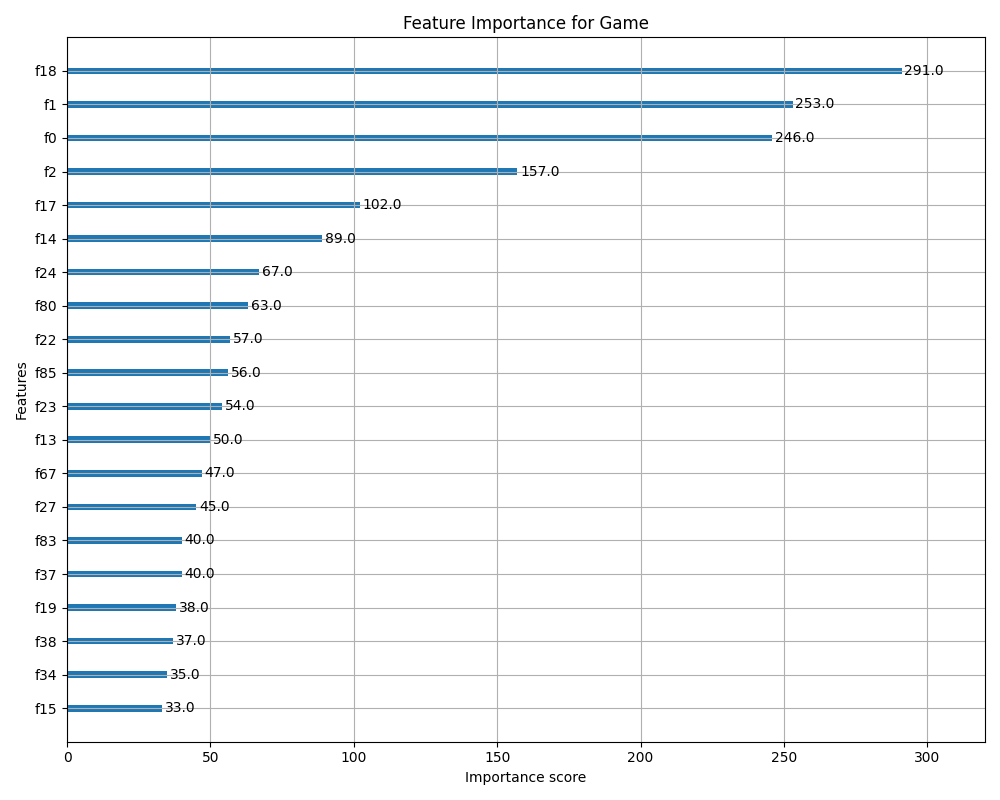 Feature Importance for Game
Features
f18 291.0
f1 253.0
f0 246.0
f2 157.0
f17 102.0
f14 89.0
f24 67.0
f80 63.0
f22 57.0
f85 56.0
f23 54.0
f13 50.0
f67 47.0
f27 45.0
f83 40.0
f37 40.0
f19 38.0
f38 37.0
f34 35.0
f15 33.0
0 50 100 150 200 250 300
Importance score